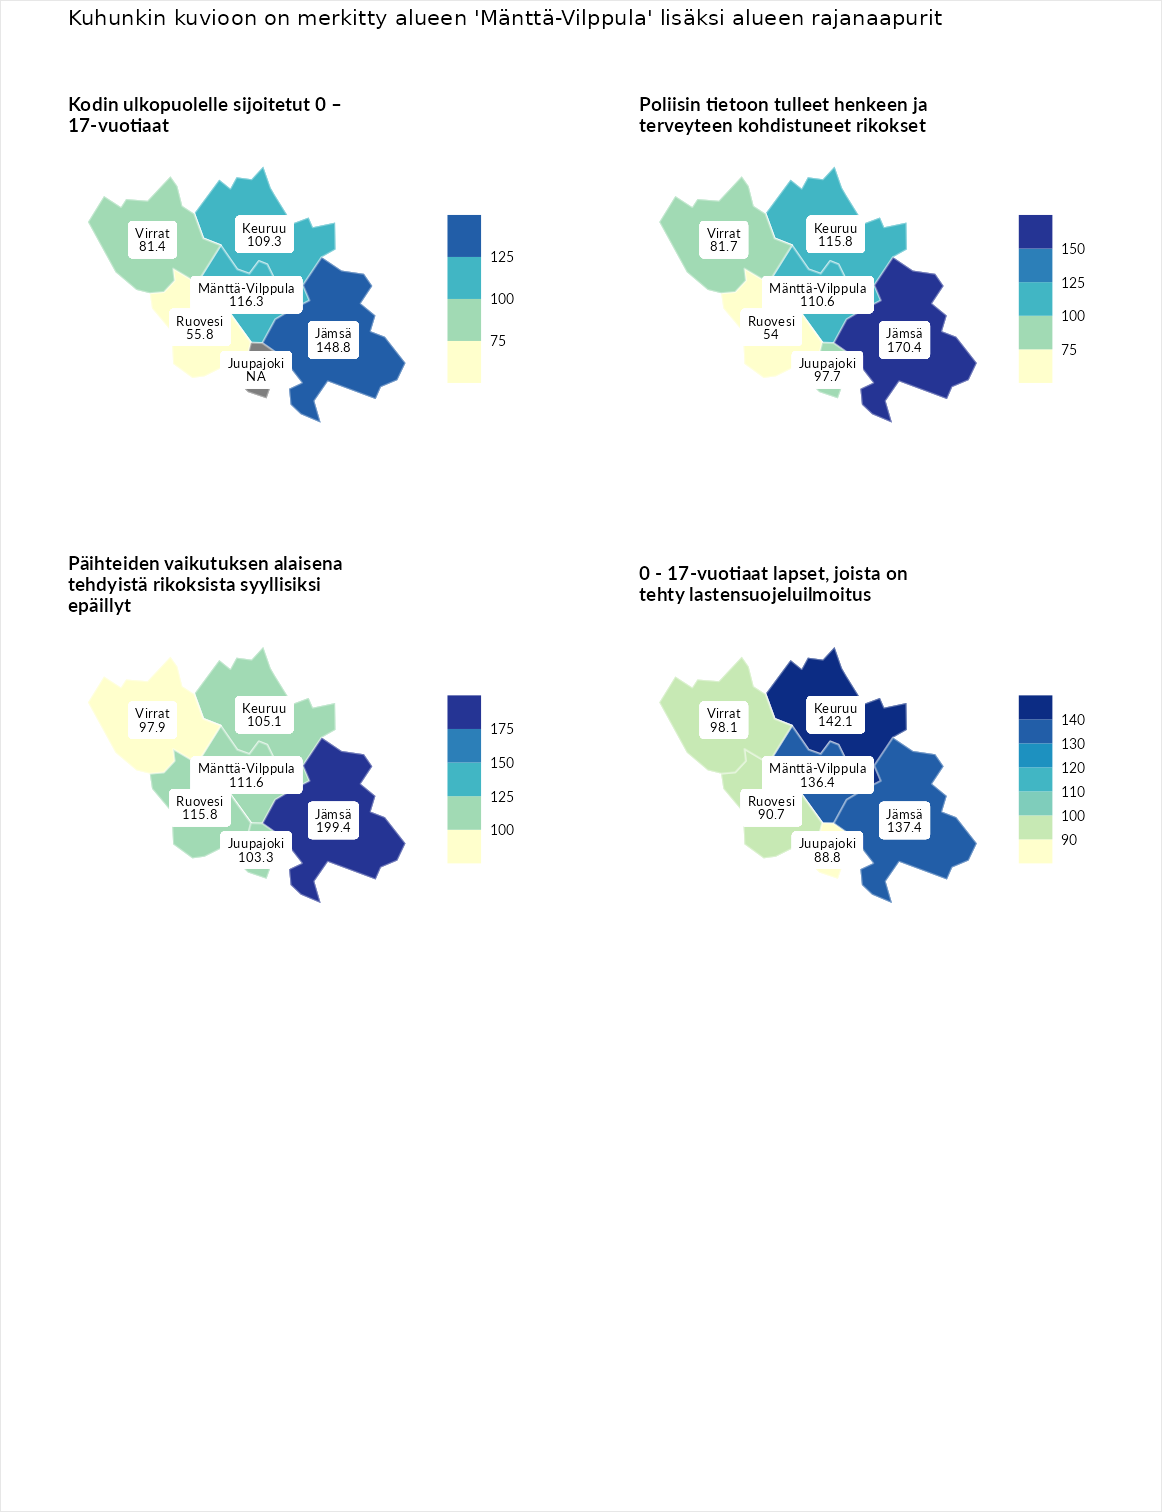 Kuhunkin kuvioon on merkitty alueen 'Mänttä-Vilppula' lisäksi alueen rajanaapurit
Kodin ulkopuolelle sijoitetut 0 –
17-vuotiaat
Virrat
81.4
Keuruu
109.3
Mänttä-Vilppula
116.3
Ruovesi
55.8
Jämsä
148.8
Juupajoki
NA
125
100
75
Poliisin tietoon tulleet henkeen ja
terveyteen kohdistuneet rikokset
Virrat
81.7
Keuruu
115.8
Mänttä-Vilppula
110.6
Ruovesi
54
Jämsä
170.4
Juupajoki
97.7
150
125
100
75
Päihteiden vaikutuksen alaisena
tehdyistä rikoksista syyllisiksi
epäillyt
Virrat
97.9
Keuruu
105.1
Mänttä-Vilppula
111.6
Ruovesi
115.8
Jämsä
199.4
Juupajoki
103.3
175
150
125
100
0 - 17-vuotiaat lapset, joista on
tehty lastensuojeluilmoitus
Virrat
98.1
Keuruu
142.1
Mänttä-Vilppula
136.4
Ruovesi
90.7
Jämsä
137.4
Juupajoki
88.8
140
130
120
110
100
90